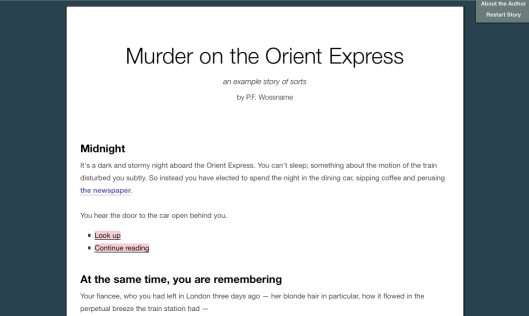 About the Author
Restart Story
Murder on the Orient Express
an example story of sorts
by P.F. Wossname
Midnight
It's a dark and stormy night aboard the Orient Express. You can't sleep; something about the motion of the train
disturbed you subtly. So instead you have elected to spend the night in the dining car, sipping coffee and perusing
the newspaper.
You hear the door to the car open behind you.
Look up
Continue reading
At the same time, you are remembering
Your fiancee, who you had left in London three days ago — her blonde hair in particular, how it flowed in the
perpetual breeze the train station had —